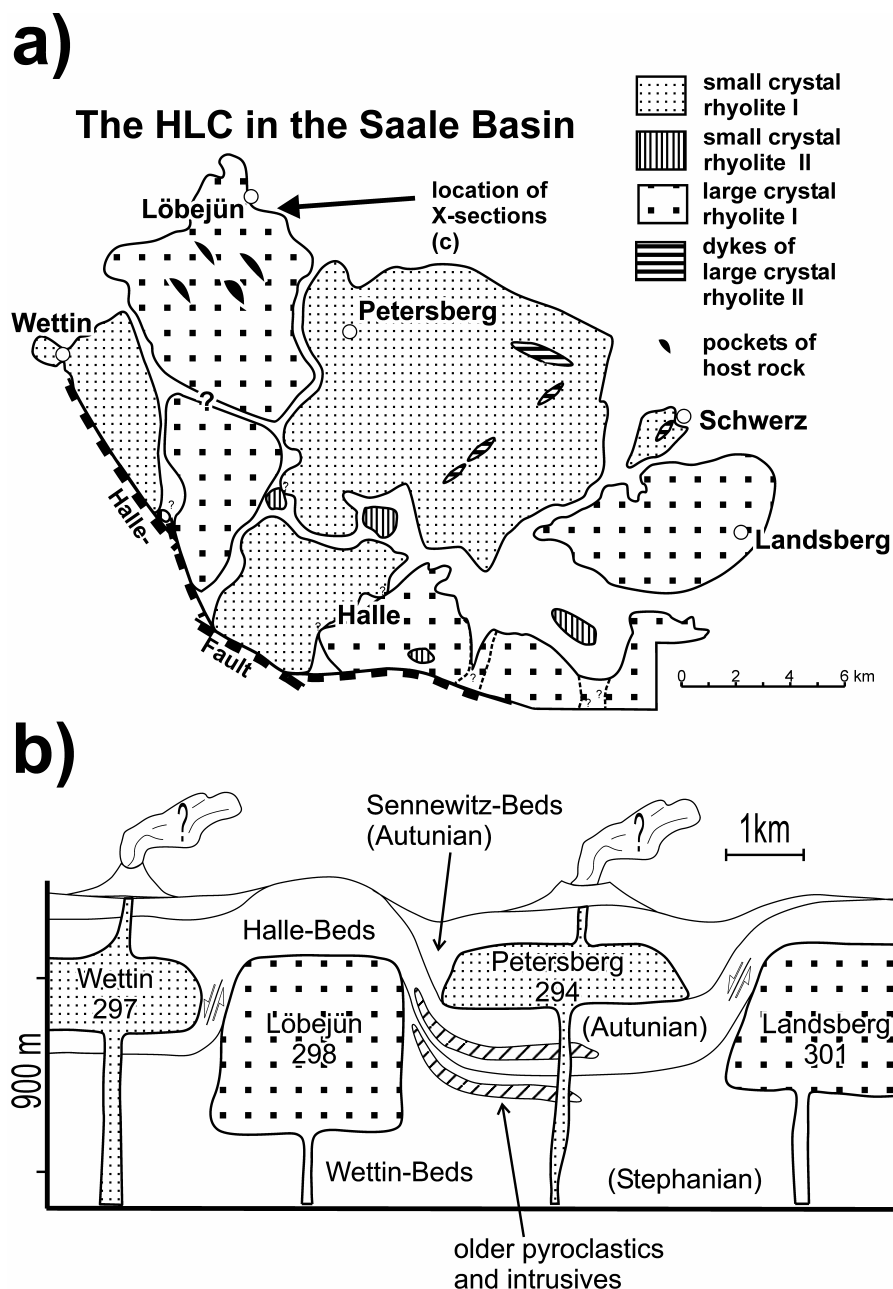 a)
The HLC in the Saale Basin
small crystal
rhyolite I
small crystal
rhyolite II
large crystal
rhyolite I
dykes of
large crystal
rhyolite II
pockets of
host rock
location of
X-sections
(c)
Löbejün
Petersberg
Wettin
?
Schwerz
?
?
Halle-
Landsberg
?
Halle
?
Fault
?
?
?
0 2 4 6 km
b)
Sennewitz-Beds
(Autunian)
?
?
1km
Halle-Beds
Wettin
297
Petersberg
294
Löbejün
298
(Autunian)
Landsberg
301
900 m
Wettin-Beds
(Stephanian)
older pyroclastics
and intrusives